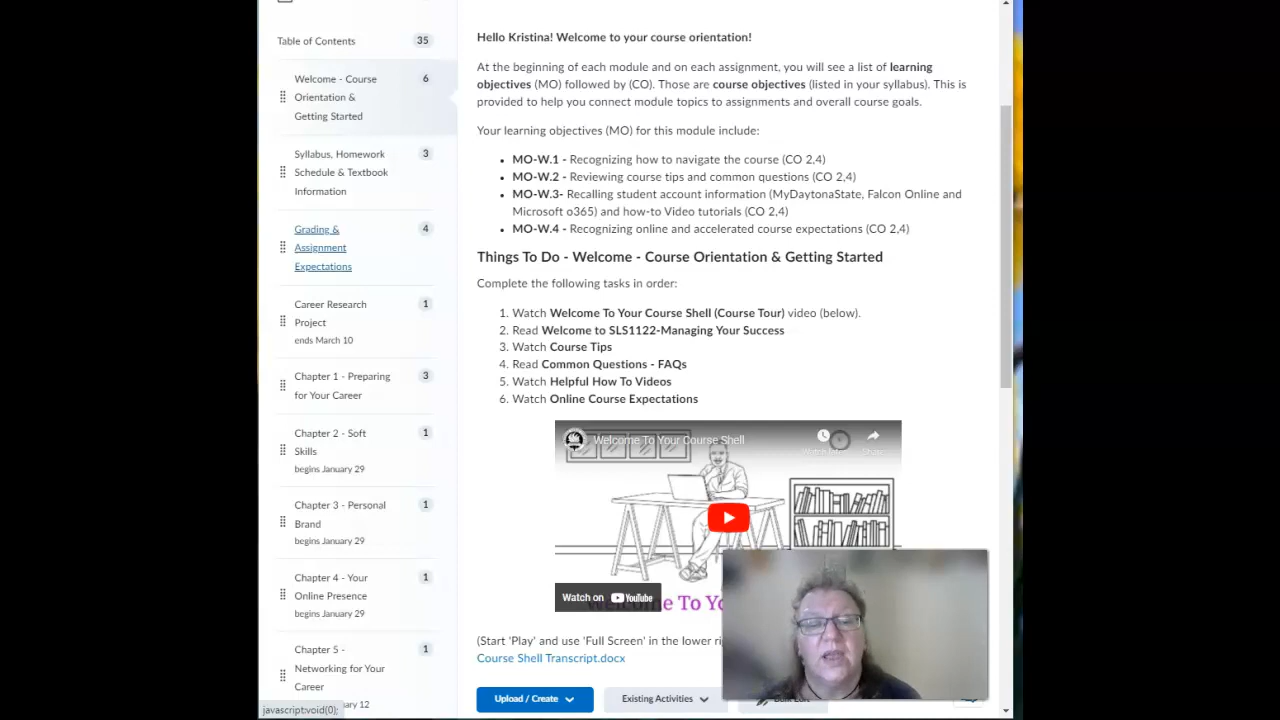 Table of Contents 35
Welcome - Course 6
Orientation &
Getting Started
Syllabus, Homework 3
Schedule & Textbook
Information
Grading & 4
Assignment
Expectations
Career Research 1
Project
ends March 10
Chapter 1 - Preparing 3
for Your Career
Chapter 2 - Soft 1
Skills
begins January 29
Chapter 3 - Personal 1
Brand
begins January 29
Chapter 4 - Your 1
Online Presence
begins January 29
Chapter 5 - 1
Networking for Your
Career
ry 12
javascript:void(0);
Hello Kristina! Welcome to your course orientation!
At the beginning of each module and on each assignment, you will see a list of learning
objectives (MO) followed by (CO). Those are course objectives (listed in your syllabus). This is
provided to help you connect module topics to assignments and overall course goals.
Your learning objectives (MO) for this module include:
• MO-W.1 - Recognizing how to navigate the course (CO 2,4)
• MO-W.2 - Reviewing course tips and common questions (CO 2,4)
• MO-W.3- Recalling student account information (MyDaytonaState, Falcon Online and
Microsoft o365) and how-to Video tutorials (CO 2,4)
• MO-W.4 - Recognizing online and accelerated course expectations (CO 2,4)
Things To Do - Welcome - Course Orientation & Getting Started
Complete the following tasks in order:
1. Watch Welcome To Your Course Shell (Course Tour) video (below).
2. Read Welcome to SLS1122-Managing Your Success
3. Watch Course Tips
4. Read Common Questions - FAQs
5. Watch Helpful How To Videos
6. Watch Online Course Expectations
Welcome To Your Course Shell
Share
Watch on YouTube
e To Yo
(Start 'Play' and use 'Full Screen' in the lower ri
Course Shell Transcript.docx
Upload / Create
Existing Activities
Edit